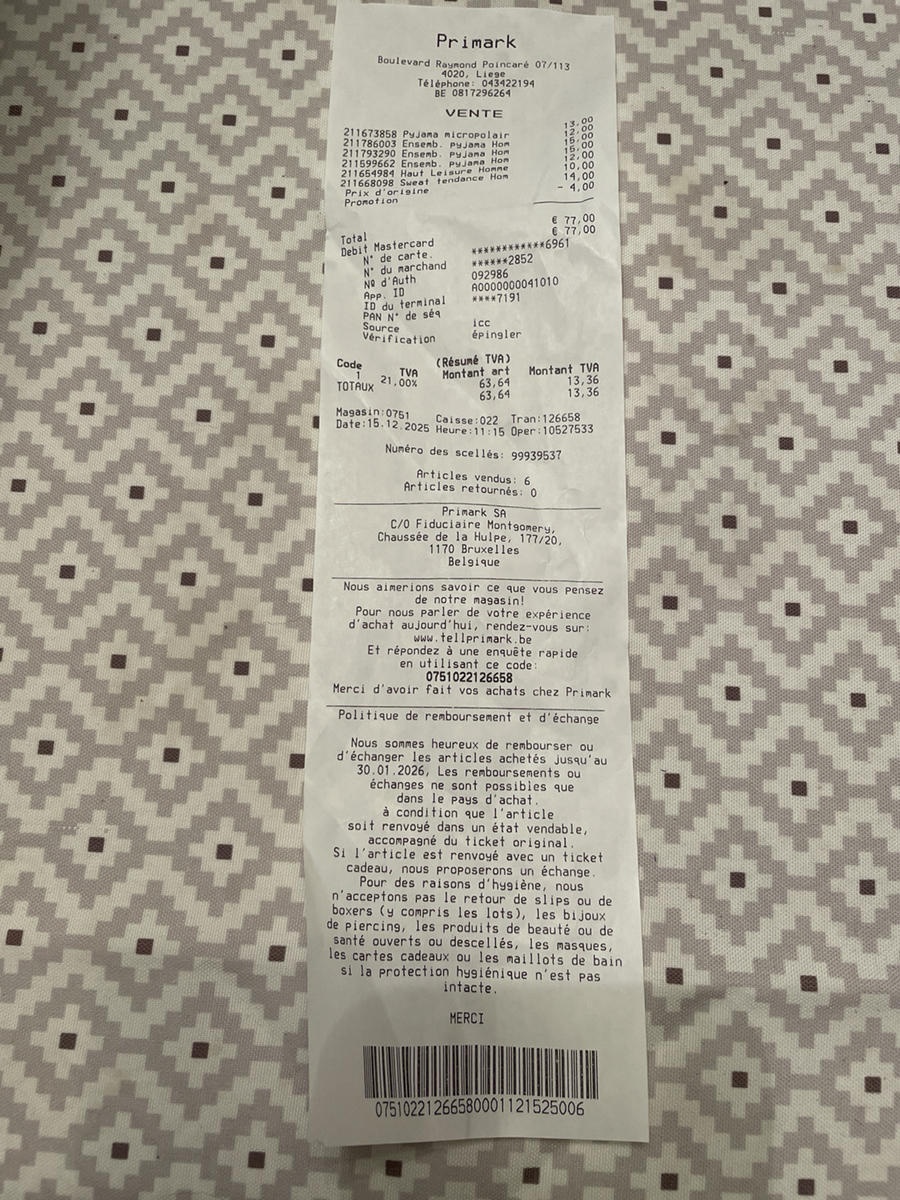 Primark
Boulevard Raymond Poincaré 07/113
4020, Liege
Téléphone: 043422194
BE 0817296264
VENTE
211673858 Pyjama micropolair 13,00
211786003 Ensemb. pyjama Hom 12,00
211793290 Ensemb. pyjama Hom 15,00
211599662 Ensemb. pyjama Hom 15,00
211654984 Haut Leisure Homme 12,00
211668098 Sweat tendance Hom 10,00
Prix d'origine 14,00
Promotion - 4,00
Total € 77,00
Debit Mastercard € 77,00
N° de carte. ************6961
N° du marchand ******2852
Nº d'Auth 092986
App. ID A0000000041010
ID du terminal ****7191
PAN N° de séq
Source icc
Vérification épingler
(Résumé TVA)
Code TVA Montant art Montant TVA
1 21,00% 63,64 13,36
TOTAUX 63,64 13,36
Magasin:0751 Caisse:022 Tran:126658
Date:15.12.2025 Heure:11:15 Oper:10527533
Numéro des scellés: 99939537
Articles vendus: 6
Articles retournés: 0
Primark SA
C/O Fiduciaire Montgomery,
Chaussée de la Hulpe, 177/20,
1170 Bruxelles
Belgique
Nous aimerions savoir ce que vous pensez
de notre magasin!
Pour nous parler de votre expérience
d'achat aujourd'hui, rendez-vous sur:
www.tellprimark.be
Et répondez à une enquête rapide
en utilisant ce code:
0751022126658
Merci d'avoir fait vos achats chez Primark
Politique de remboursement et d'échange
Nous sommes heureux de rembourser ou
d'échanger les articles achetés jusqu'au
30.01.2026, Les remboursements ou
échanges ne sont possibles que
dans le pays d'achat.
à condition que l'article
soit renvoyé dans un état vendable,
accompagné du ticket original.
Si l'article est renvoyé avec un ticket
cadeau, nous proposerons un échange.
Pour des raisons d'hygiène, nous
n'acceptons pas le retour de slips ou de
boxers (y compris les lots), les bijoux
de piercing, les produits de beauté ou de
santé ouverts ou descellés, les masques,
les cartes cadeaux ou les maillots de bain
si la protection hygiénique n'est pas
intacte.
MERCI
07510221266580001121525006